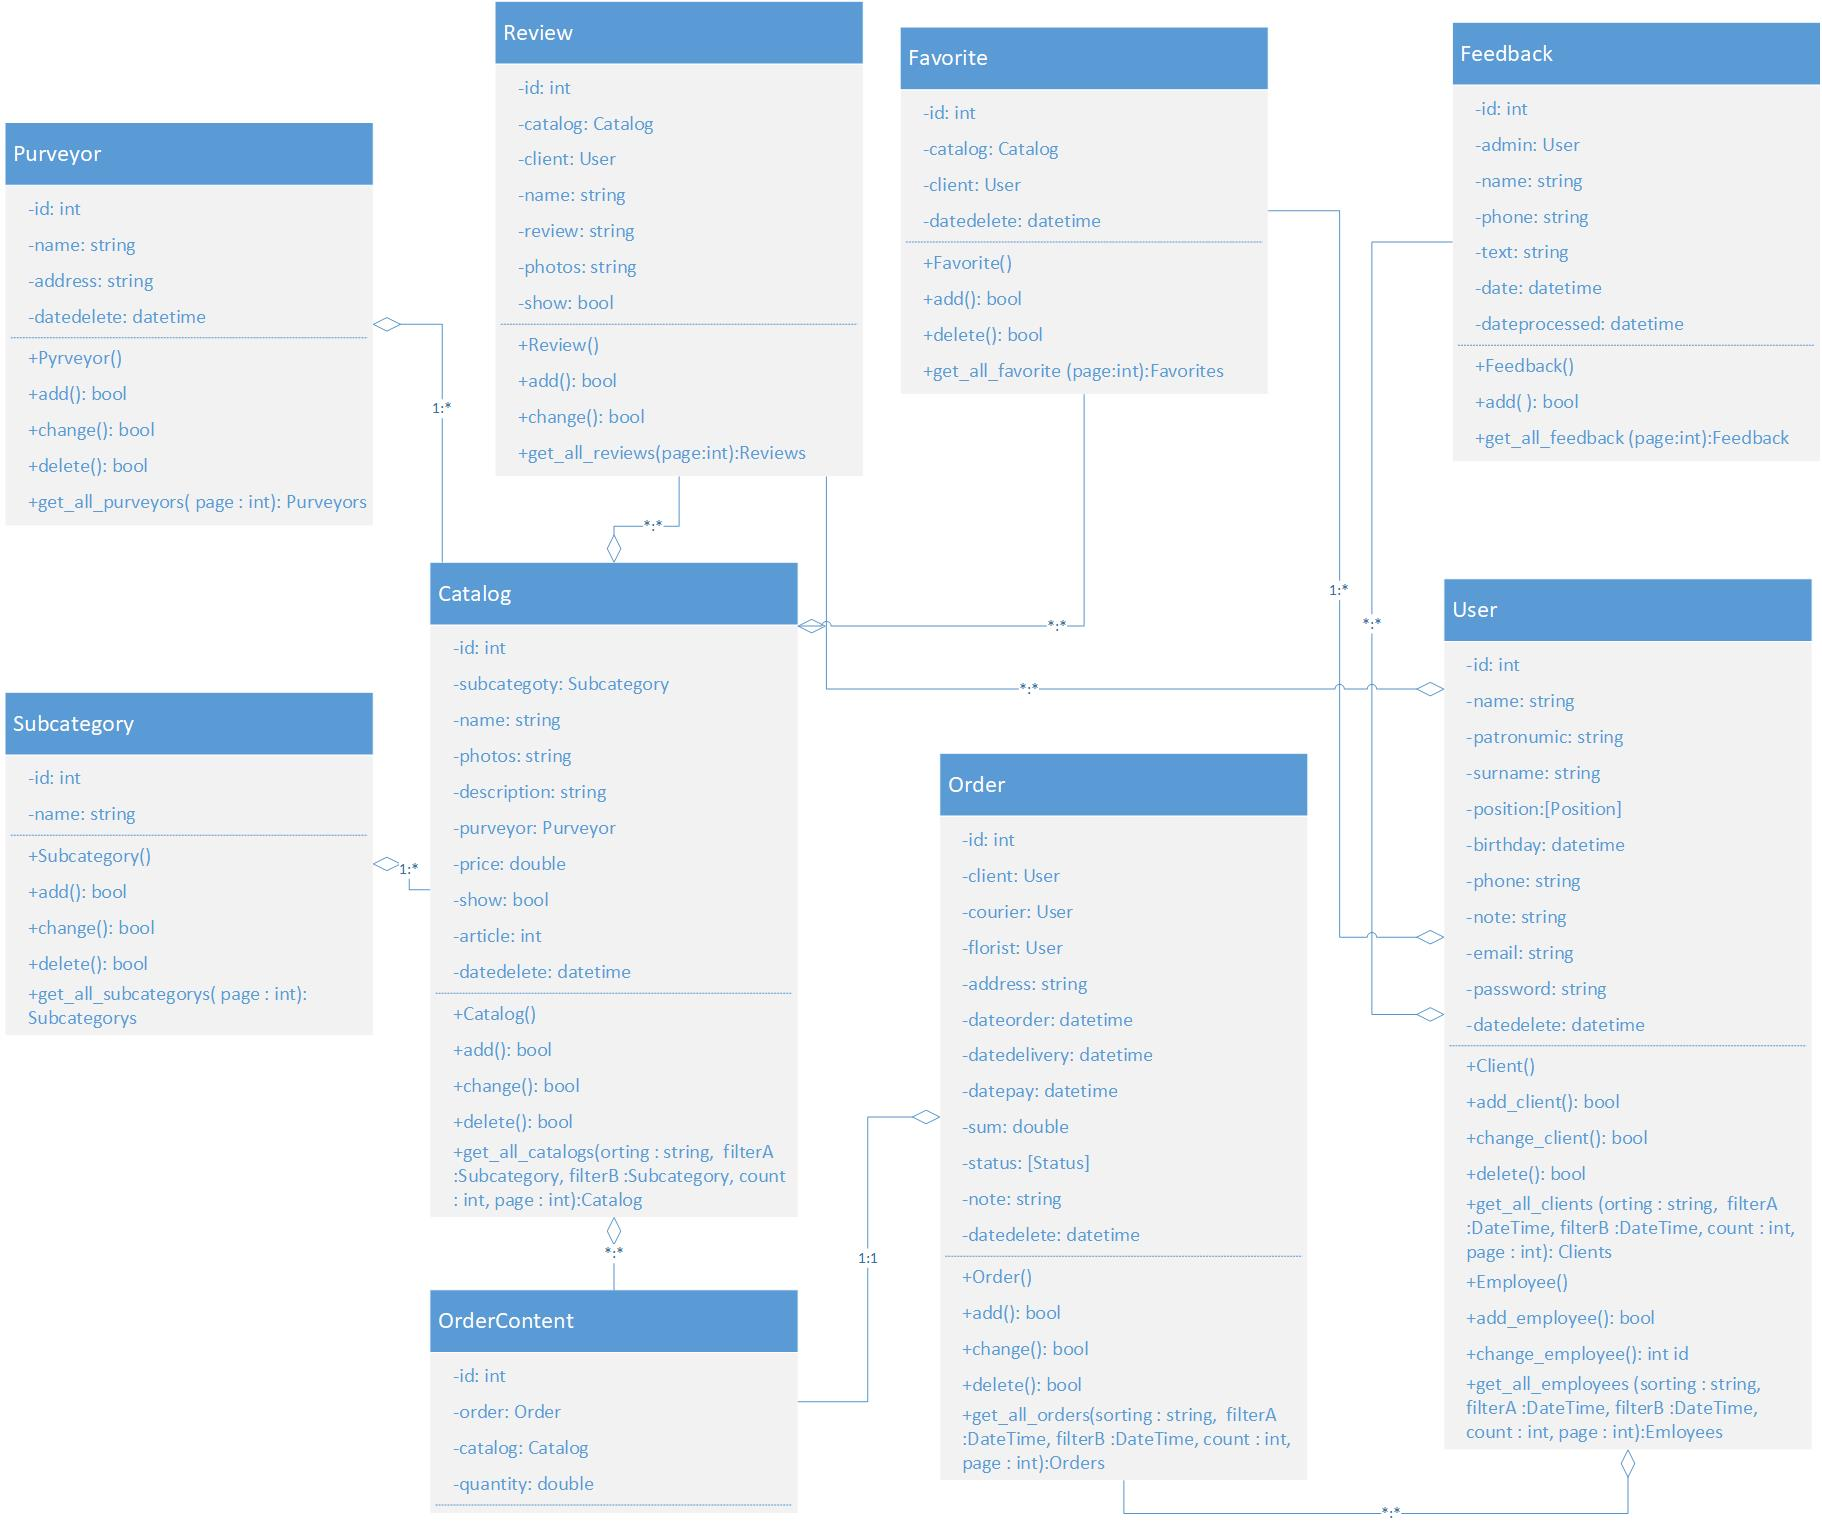 Review
-id: int
-catalog: Catalog
-client: User
-name: string
-review: string
-photos: string
-show: bool
+Review()
+add(): bool
+change(): bool
+get_all_reviews(page:int):Reviews
Favorite
-id: int
-catalog: Catalog
-client: User
-datedelete: datetime
+Favorite()
+add(): bool
+delete(): bool
+get_all_favorite (page:int):Favorites
Feedback
-id: int
-admin: User
-name: string
-phone: string
-text: string
-date: datetime
-dateprocessed: datetime
+Feedback()
+add( ): bool
+get_all_feedback (page:int):Feedback
Purveyor
-id: int
-name: string
-address: string
-datedelete: datetime
+Pyrveyor()
+add(): bool
+change(): bool
+delete(): bool
+get_all_purveyors( page : int): Purveyors
1:*
*:*
*:*
*:*
1:*
*:*
Catalog
-id: int
-subcategoty: Subcategory
-name: string
-photos: string
-description: string
-purveyor: Purveyor
-price: double
-show: bool
-article: int
-datedelete: datetime
+Catalog()
+add(): bool
+change(): bool
+delete(): bool
+get_all_catalogs(orting : string,  filterA
:Subcategory, filterB :Subcategory, count
: int, page : int):Catalog
Subcategory
-id: int
-name: string
+Subcategory()
+add(): bool
+change(): bool
+delete(): bool
+get_all_subcategorys( page : int):
Subcategorys
1:*
User
-id: int
-name: string
-patronumic: string
-surname: string
-position:[Position]
-birthday: datetime
-phone: string
-note: string
-email: string
-password: string
-datedelete: datetime
+Client()
+add_client(): bool
+change_client(): bool
+delete(): bool
+get_all_clients (orting : string,  filterA
:DateTime, filterB :DateTime, count : int,
page : int): Clients
+Employee()
+add_employee(): bool
+change_employee(): int id
+get_all_employees (sorting : string,
filterA :DateTime, filterB :DateTime,
count : int, page : int):Emloyees
Order
-id: int
-client: User
-courier: User
-florist: User
-address: string
-dateorder: datetime
-datedelivery: datetime
-datepay: datetime
-sum: double
-status: [Status]
-note: string
-datedelete: datetime
+Order()
+add(): bool
+change(): bool
+delete(): bool
+get_all_orders(sorting : string,  filterA
:DateTime, filterB :DateTime, count : int,
page : int):Orders
*:*
1:1
OrderContent
-id: int
-order: Order
-catalog: Catalog
-quantity: double
*:*